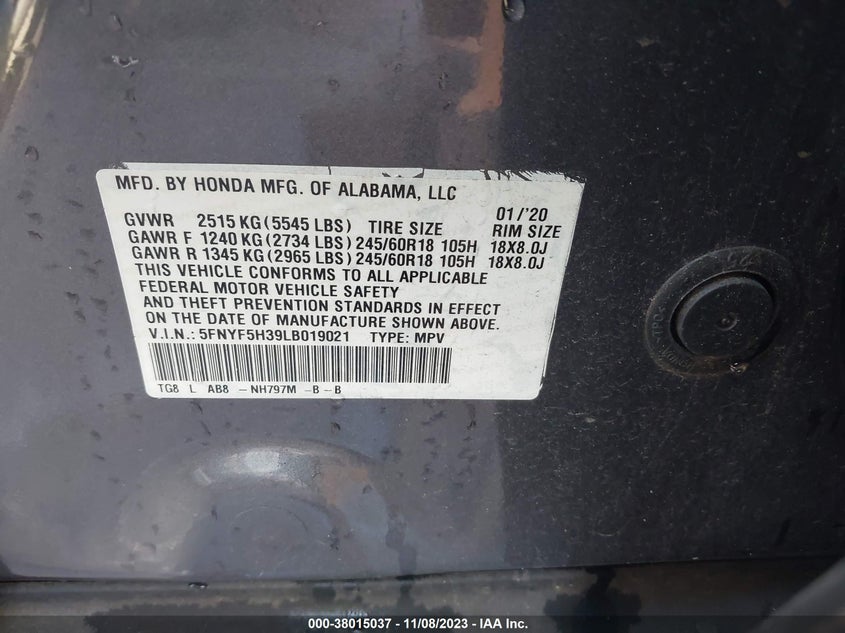 MFD. BY HONDA MFG. OF ALABAMA, LLC
01/'20
GVWR 2515 KG (5545 LBS) TIRE SIZE RIM SIZE
GAWR F 1240 KG (2734 LBS) 245/60R18 105H 18X8.0J
GAWR R 1345 KG (2965 LBS) 245/60R18 105H 18X8.0J
THIS VEHICLE CONFORMS TO ALL APPLICABLE
FEDERAL MOTOR VEHICLE SAFETY
AND THEFT PREVENTION STANDARDS IN EFFECT
ON THE DATE OF MANUFACTURE SHOWN ABOVE.
V.I.N.: 5FNYF5H39LB019021 TYPE: MPV
TG8 L AB8 - NH797M -B - B
000-38015037 - 11/08/2023 - IAA Inc.